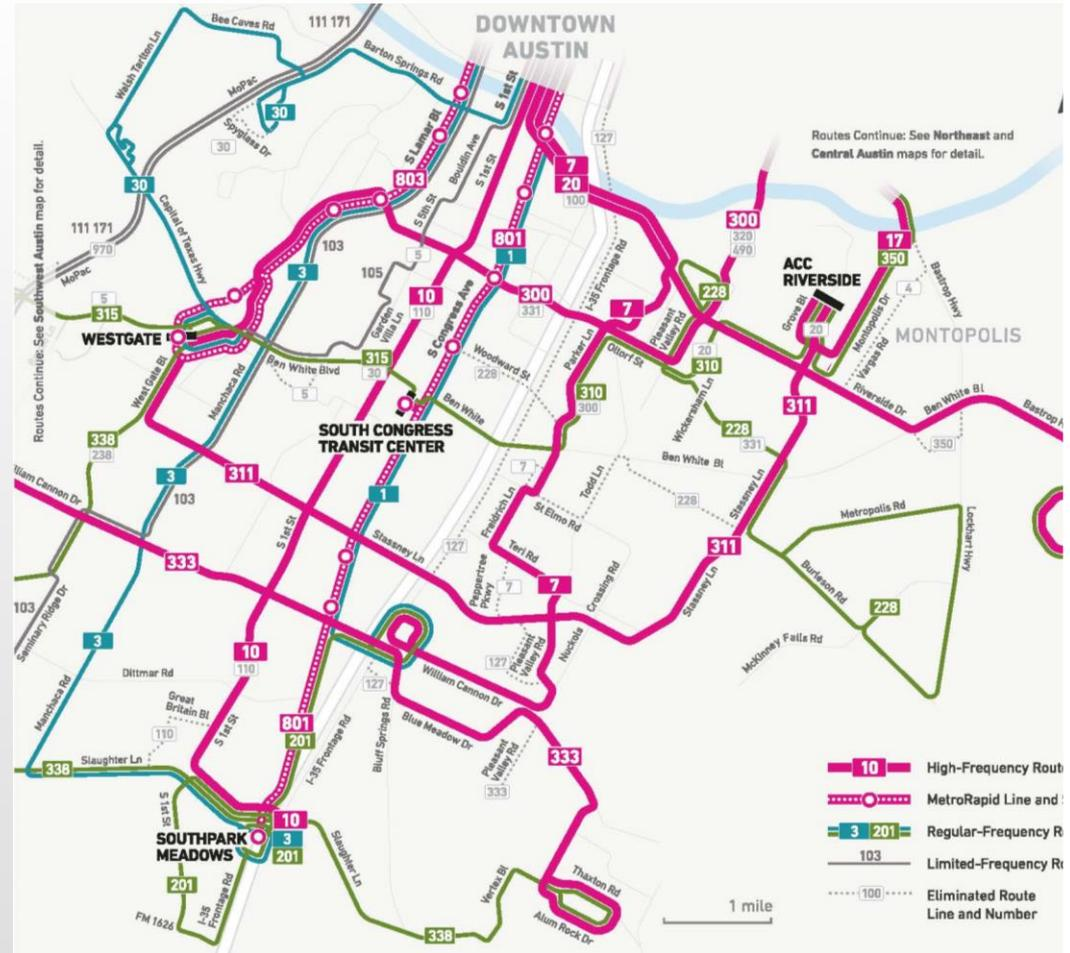 DOWNTOWN
AUSTIN
Bee Caves Rd
111 171
Walsh Tarlton Ln
MoPac
Barton Springs Rd
S 1st St
30
Spyglass Dr
30
S Lamar Bl
Bouldin Ave
S 1st St
127
Routes Continue: See Northeast and
Central Austin maps for detail.
Routes Continue: See Southwest Austin map for detail.
7
20
100
30
803
S 5th St
Capital of Texas Hwy
111 171
970
MoPac
103
3
5
105
801
1
I-35 Frontage Rd
300
320
490
17
350
ACC
RIVERSIDE
Bastrop Hwy
4
Grove Bl
20
Montopolis Dr
Vargas Rd
MONTOPOLIS
228
300
331
7
10
110
S Congress Ave
Garden
Villa Ln
5
315
WESTGATE
315
30
Ben White Blvd
5
Woodward St
228
Parker Ln
Oltorf St
Pleasant
Valley Rd
20
310
Riverside Dr
Ben White Bl
Bastrop
350
West Gate Bl
Manchaca Rd
Ben White
310
300
Wickersham Ln
228
331
311
SOUTH CONGRESS
TRANSIT CENTER
338
238
Ben White Bl
William Cannon Dr
311
3
103
1
7
Todd Ln
228
Stassney Ln
Freidrich Ln
St Elmo Rd
Metropolis Rd
Lockhart Hwy
S 1st St
Stassney Ln
127
Teri Rd
311
333
Peppertree
Pkwy
7
7
Crossing Rd
Nuckols
Stassney Ln
Burleson Rd
228
103
Seminary Ridge Dr
3
10
110
Pleasant
Valley Rd
127
McKinney Falls Rd
Dittmar Rd
William Cannon Dr
127
Manchaca Rd
Great
Britain Bl
110
S 1st St
801
201
I-35 Frontage Rd
Bluff Springs Rd
Blue Meadow Dr
Pleasant
Valley Rd
333
333
338
Slaughter Ln
S 1st St
10
3
201
SOUTHPARK
MEADOWS
Slaughter Ln
201
I-35
Frontage Rd
FM 1626
338
Vertex Bl
Thaxton Rd
Alum Rock Dr
1 mile
10
High-Frequency
MetroRapid Line and
3 201
Regular-Frequency
103
Limited-Frequency
100
Eliminated Route
Line and Number